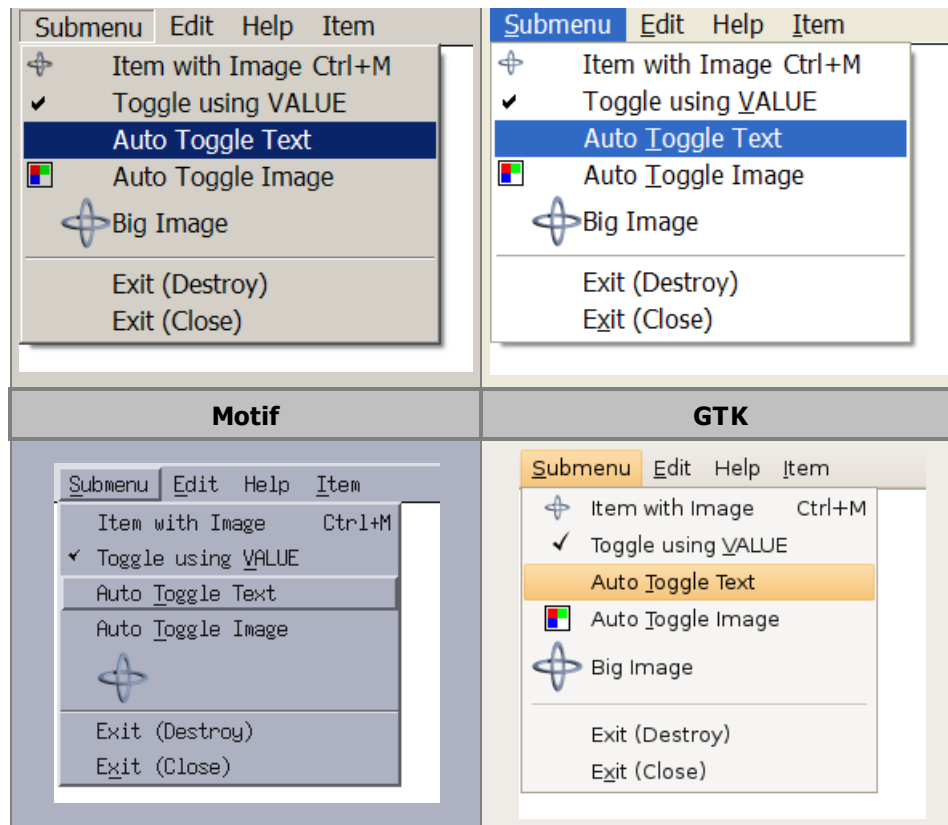 Submenu Edit Help Item
Item with Image Ctrl+M
Toggle using VALUE
Auto Toggle Text
Auto Toggle Image
Big Image
Exit (Destroy)
Exit (Close)
Submenu Edit Help Item
Item with Image Ctrl+M
Toggle using VALUE
Auto Toggle Text
Auto Toggle Image
Big Image
Exit (Destroy)
Exit (Close)
Motif
GTK
Submenu Edit Help Item
Item with Image Ctrl+M
Toggle using VALUE
Auto Toggle Text
Auto Toggle Image
Exit (Destroy)
Exit (Close)
Submenu Edit Help Item
Item with Image Ctrl+M
Toggle using VALUE
Auto Toggle Text
Auto Toggle Image
Big Image
Exit (Destroy)
Exit (Close)